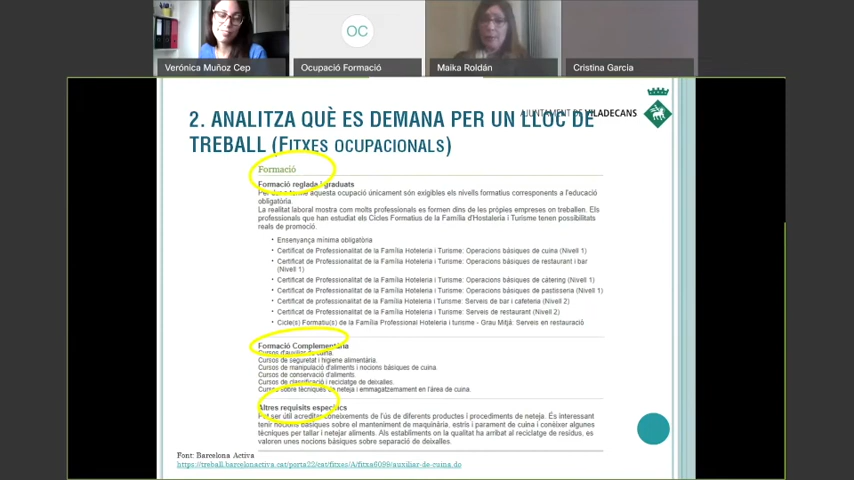 OC
Verónica Muñoz Cep
Ocupació Formació
Maika Roldán
Cristina Garcia
2. ANALITZA QUÈ ES DEMANA PER UN LLOC DE
TREBALL (FITXES OCUPACIONALS)
AJUNTAMENT DE VILADECANS
Formació
Formació reglada i graduats
Per desenvolupar aquesta ocupació únicament són exigibles els nivells formatius corresponents a l'educació
obligatòria.
La realitat laboral mostra com molts professionals es formen dins de les pròpies empreses on treballen. Els
professionals que han estudiat els Cicles Formatius de la Família d'Hostaleria i Turisme tenen possibilitats
reals de promoció.
• Ensenyança mínima obligatòria
• Certificat de Professionalitat de la Família Hoteleria i Turisme: Operacions bàsiques de cuina (Nivell 1)
• Certificat de Professionalitat de la Família Hoteleria i Turisme: Operacions bàsiques de restaurant i bar
(Nivell 1)
• Certificat de Professionalitat de la Família Hoteleria i Turisme: Operacions bàsiques de càtering (Nivell 1)
• Certificat de Professionalitat de la Família Hoteleria i Turisme: Operacions bàsiques de pastisseria (Nivell 1)
• Certificat de professionalitat de la Família Hoteleria i Turisme: Serveis de bar i cafeteria (Nivell 2)
• Certificat de Professionalitat de la Família Hoteleria i Turisme: Serveis de restaurant (Nivell 2)
• Cicle(s) Formatiu(s) de la Família Professional Hoteleria i turisme - Grau Mitjà: Serveis en restauració
Formació Complementària
Cursos d'auxiliar de cuina.
Cursos de seguretat i higiene alimentària.
Cursos de manipulació d'aliments i nocions bàsiques de cuina.
Cursos de conservació d'aliments.
Cursos de classificació i reciclatge de deixalles.
Cursos sobre tècniques de neteja i emmagatzemament en l'àrea de cuina.
Altres requisits específics
Pot ser útil acreditar coneixements de l'ús de diferents productes i procediments de neteja. És interessant
tenir nocions bàsiques sobre el manteniment de maquinària, estris i parament de cuina i conèixer algunes
tècniques per tallar i netejar aliments. Als establiments on la qualitat ha arribat al reciclatge de residus, es
valoren unes nocions bàsiques sobre separació de deixalles.
Font: Barcelona Activa
https://treball.barcelonactiva.cat/porta22/cat/fitxes/A/fitxa6099/auxiliar-de-cuina.do